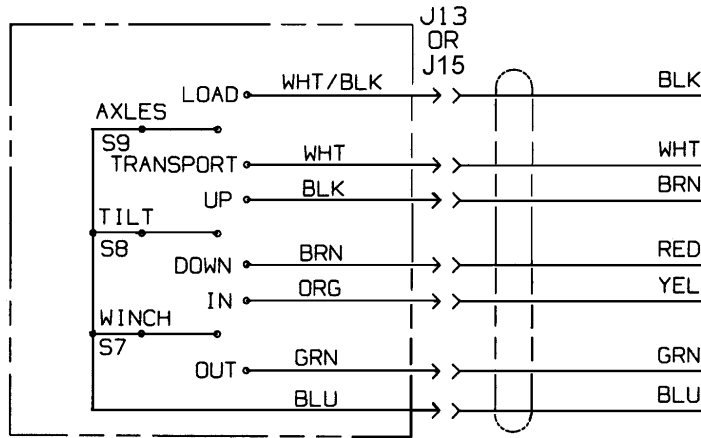 J13
OR
J15
LOAD WHT/BLK BLK
AXLES
S9
TRANSPORT WHT WHT
UP BLK BRN
TILT
S8
DOWN BRN RED
IN ORG YEL
WINCH
S7
OUT GRN GRN
BLU BLU